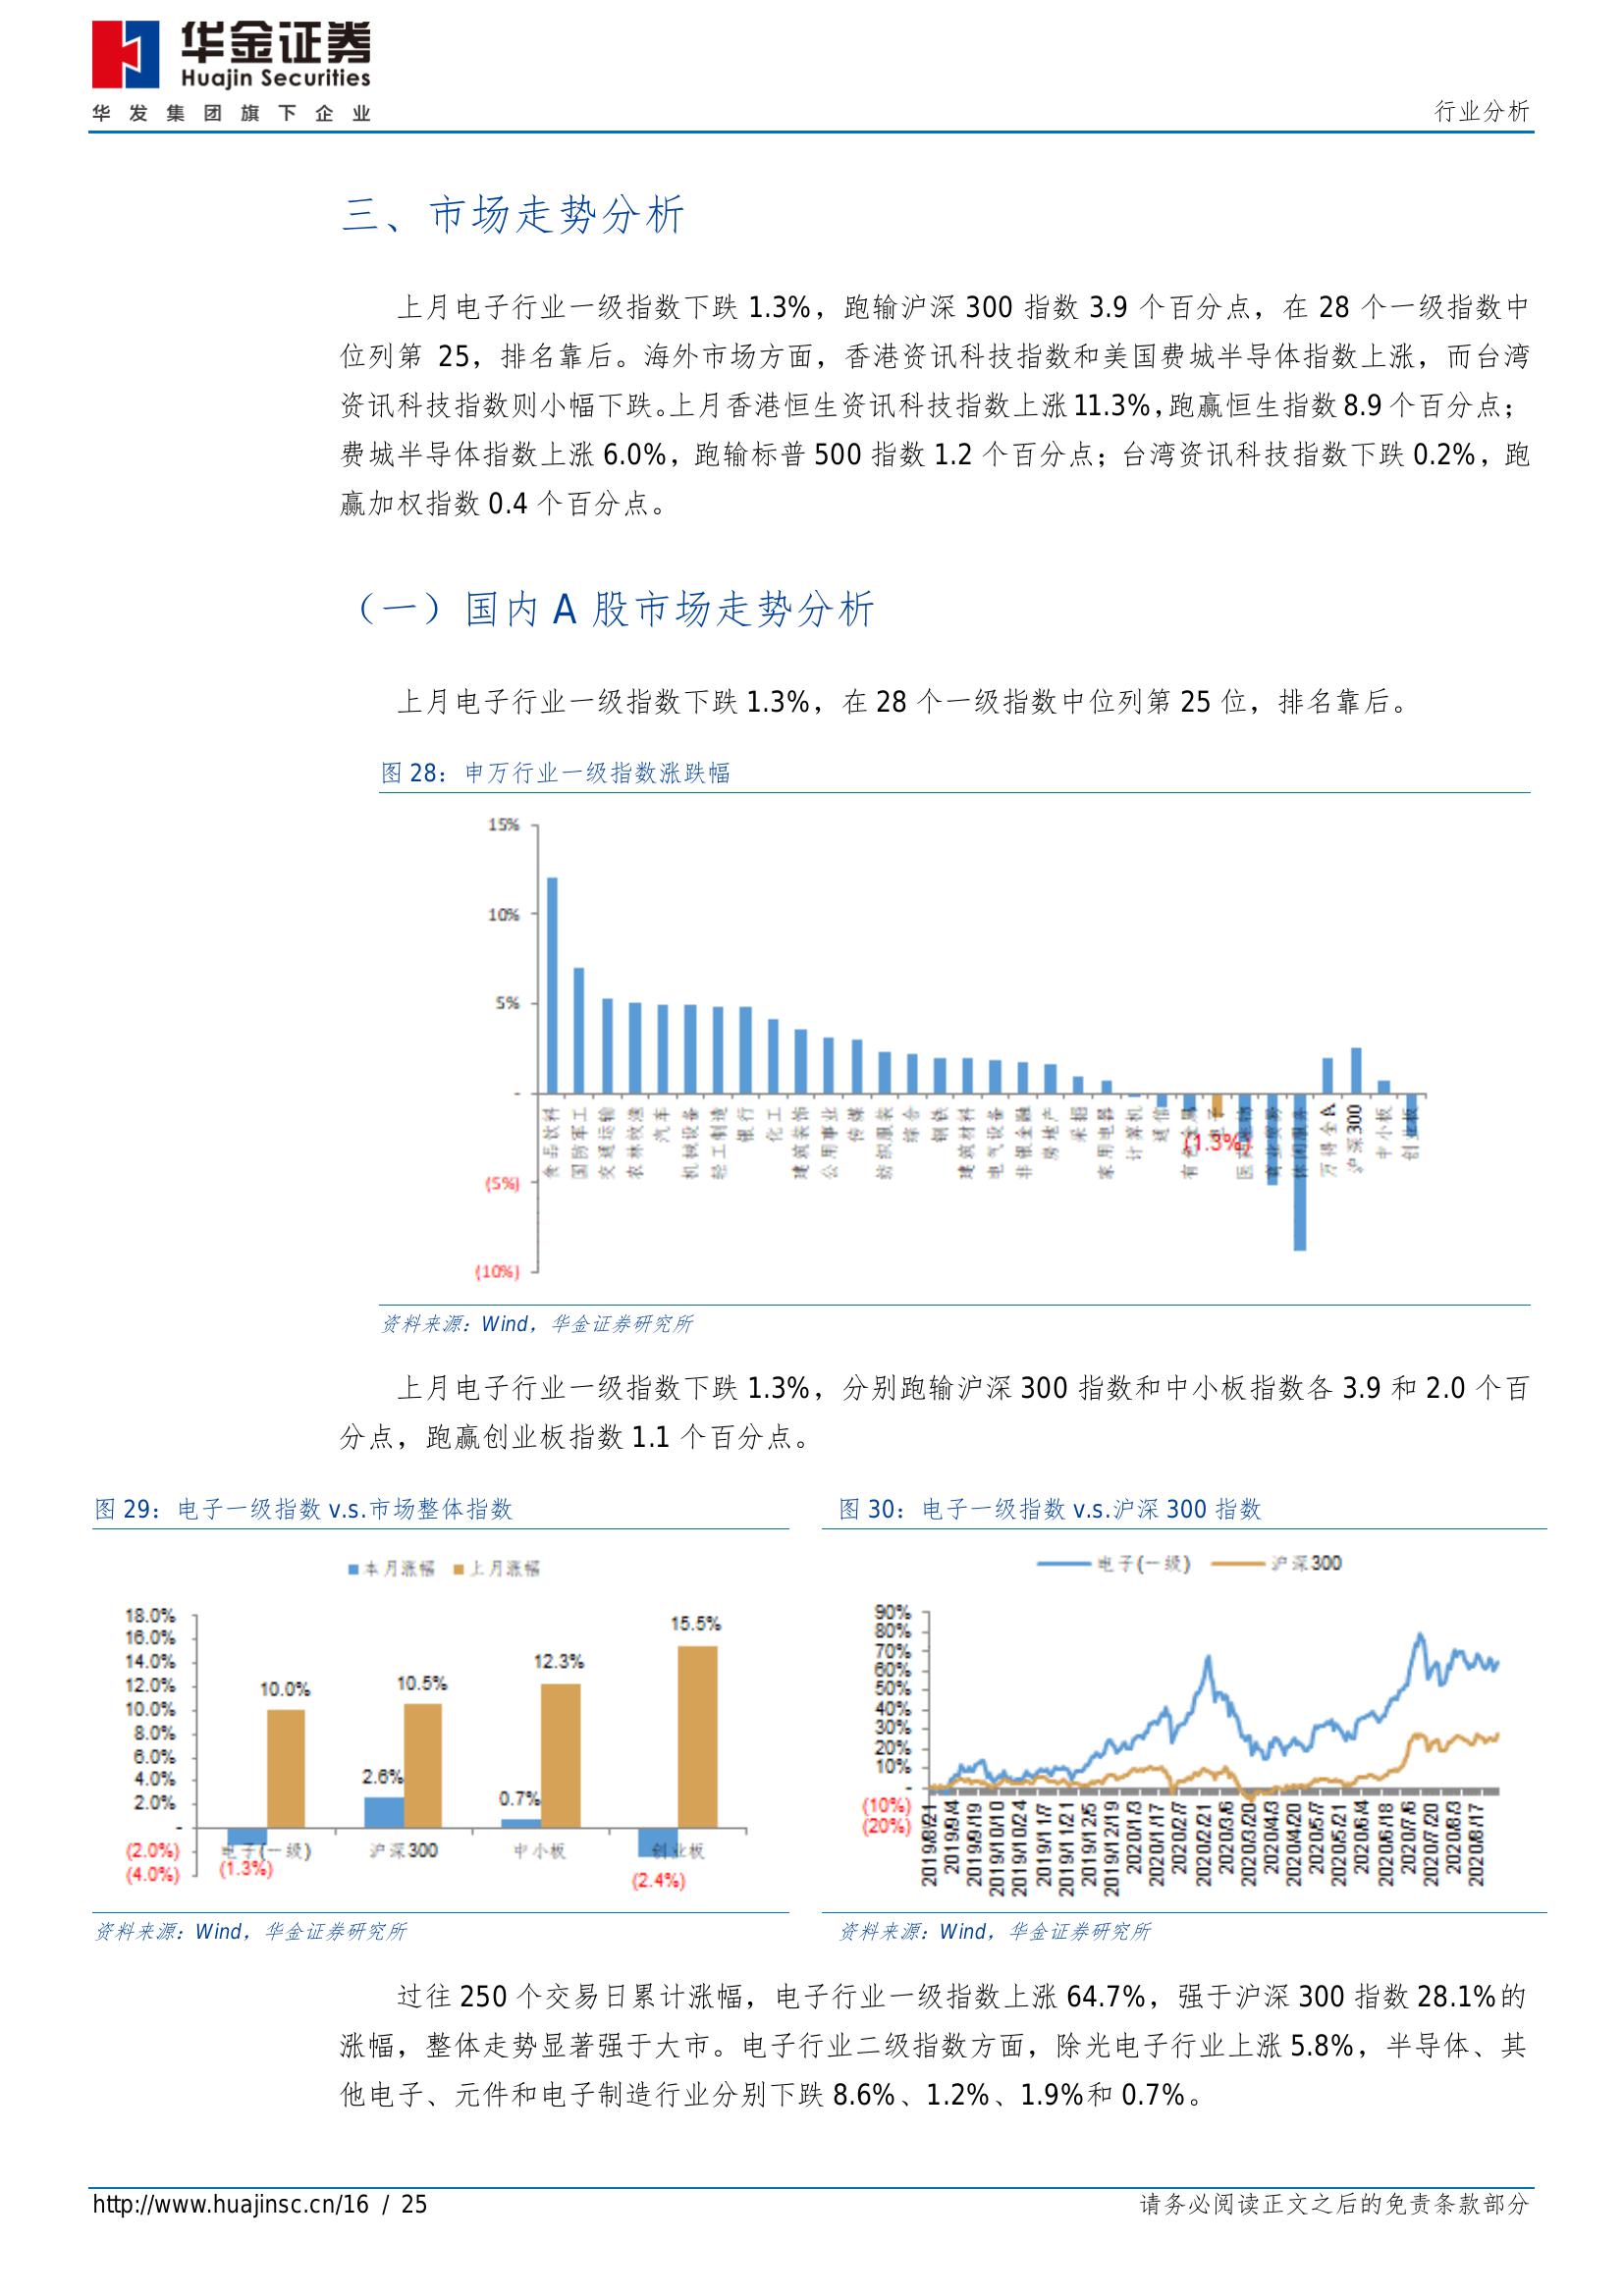 华金证券
Huajin Securities
华发集团旗下企业
行业分析
三、市场走势分析
上月电子行业一级指数下跌 1.3%，跑输沪深 300 指数 3.9 个百分点，在 28 个一级指数中
位列第 25，排名靠后。海外市场方面，香港资讯科技指数和美国费城半导体指数上涨，而台湾
资讯科技指数则小幅下跌。上月香港恒生资讯科技指数上涨 11.3%，跑赢恒生指数 8.9 个百分点；
费城半导体指数上涨 6.0%，跑输标普 500 指数 1.2 个百分点；台湾资讯科技指数下跌 0.2%，跑
赢加权指数 0.4 个百分点。
（一）国内 A 股市场走势分析
上月电子行业一级指数下跌 1.3%，在 28 个一级指数中位列第 25 位，排名靠后。
图 28：申万行业一级指数涨跌幅
15%
10%
5%
-
(5%)
(10%)
食品饮料
国防军工
交通运输
农林牧渔
汽车
机械设备
轻工制造
银行
化工
建筑装饰
公用事业
传媒
纺织服装
综合
钢铁
建筑材料
电气设备
非银金融
房地产
采掘
家用电器
计算机
通信
有色金属
电子
(1.3%)
万得全A
沪深300
中小板
创业板
资料来源：Wind，华金证券研究所
上月电子行业一级指数下跌 1.3%，分别跑输沪深 300 指数和中小板指数各 3.9 和 2.0 个百
分点，跑赢创业板指数 1.1 个百分点。
图 29：电子一级指数 v.s.市场整体指数
本月涨幅 上月涨幅
18.0%
16.0%
14.0%
12.0%
10.0%
8.0%
6.0%
4.0%
2.0%
-
(2.0%)
(4.0%)
10.0%
2.6%
10.5%
0.7%
12.3%
15.5%
电子(一级) 沪深300 中小板 创业板
(1.3%)
(2.4%)
资料来源：Wind，华金证券研究所
图 30：电子一级指数 v.s.沪深 300 指数
电子(一级) 沪深300
90%
80%
70%
60%
50%
40%
30%
20%
10%
-
(10%)
(20%)
2019/8/21
2019/9/4
2019/9/19
2019/10/10
2019/10/24
2019/11/7
2019/11/21
2019/12/5
2019/12/19
2020/1/3
2020/1/17
2020/2/7
2020/2/21
2020/3/6
2020/3/20
2020/4/3
2020/4/20
2020/5/7
2020/5/21
2020/6/4
2020/6/18
2020/7/6
2020/7/20
2020/8/3
2020/8/17
资料来源：Wind，华金证券研究所
过往 250 个交易日累计涨幅，电子行业一级指数上涨 64.7%，强于沪深 300 指数 28.1%的
涨幅，整体走势显著强于大市。电子行业二级指数方面，除光电子行业上涨 5.8%，半导体、其
他电子、元件和电子制造行业分别下跌 8.6%、1.2%、1.9%和 0.7%。
http://www.huajinsc.cn/16 / 25
请务必阅读正文之后的免责条款部分